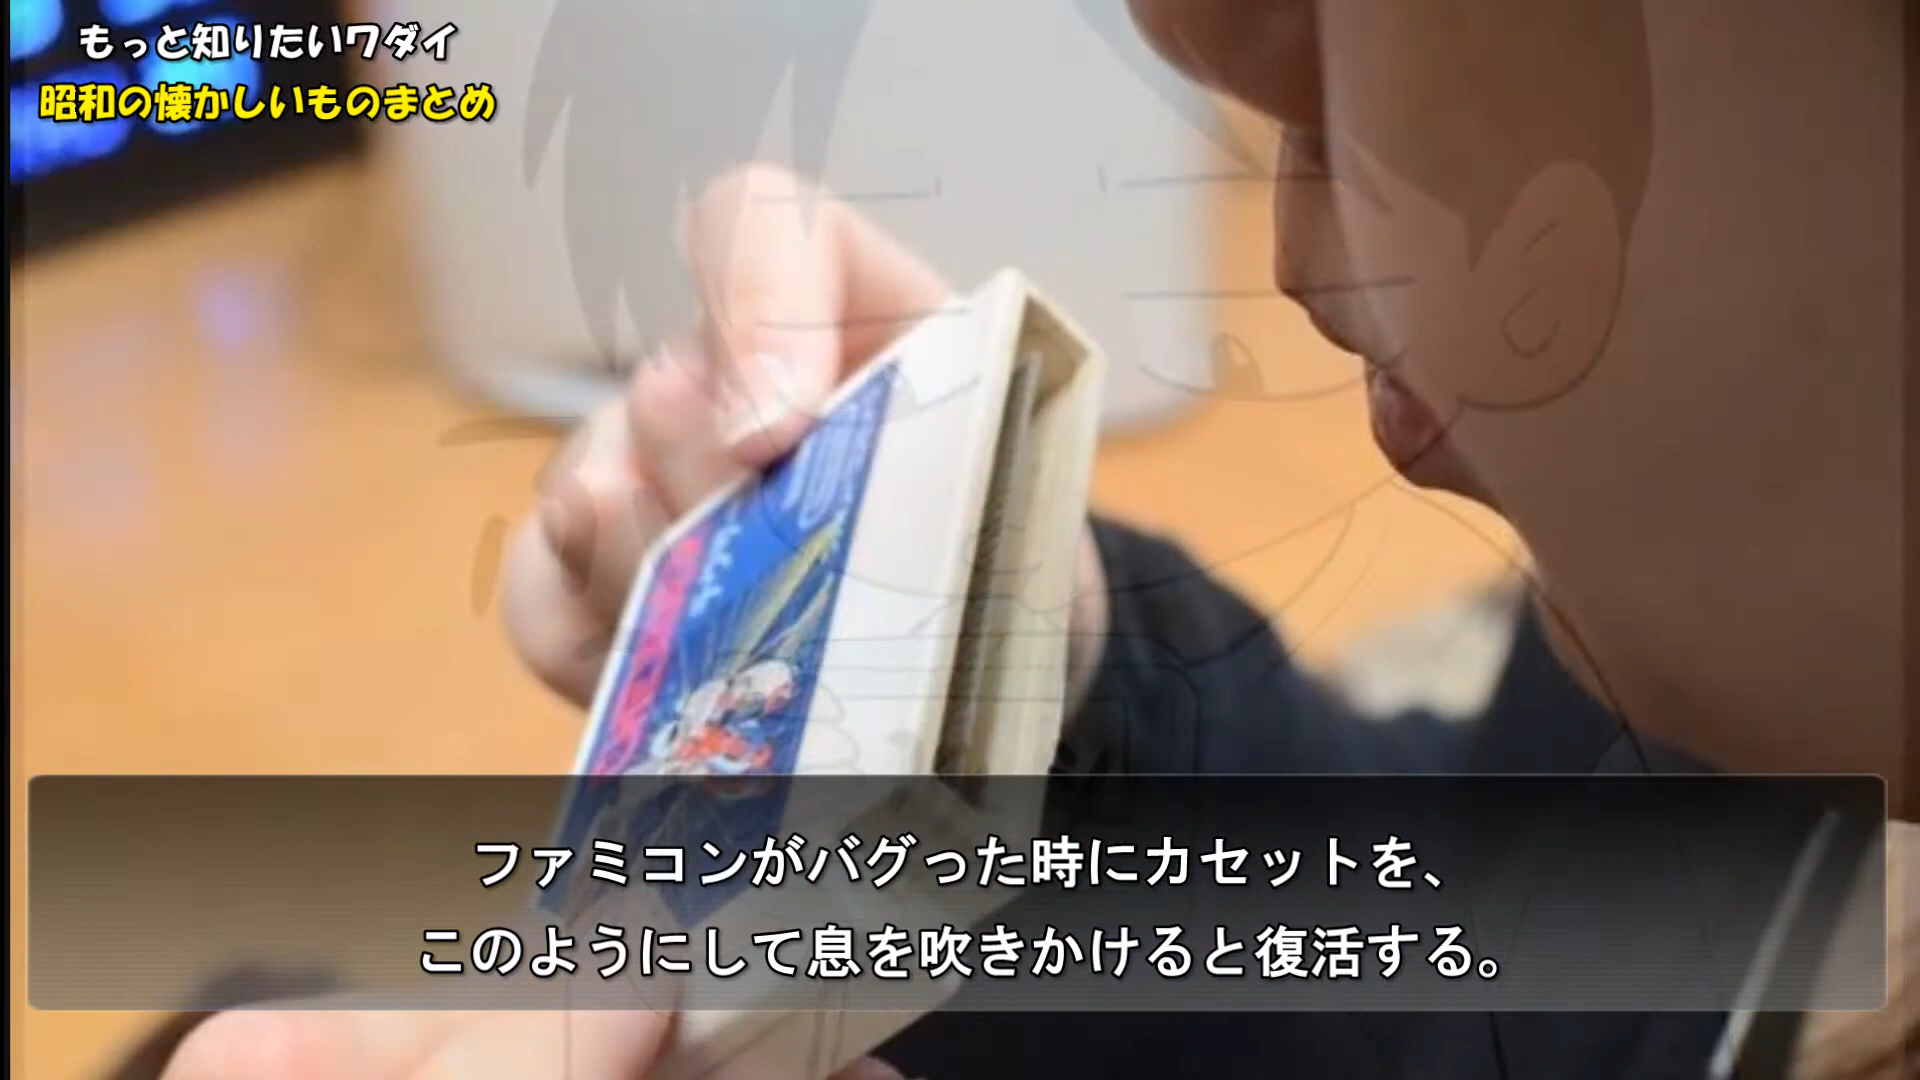 もっと知りたいワダイ
昭和の懐かしいものまとめ
ファミコンがバグった時にカセットを、
このようにして息を吹きかけると復活する。